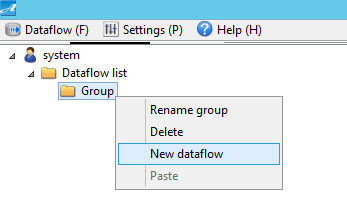 Dataflow (F) Settings (P) Help (H)
system
Dataflow list
Group
Rename group
Delete
New dataflow
Paste